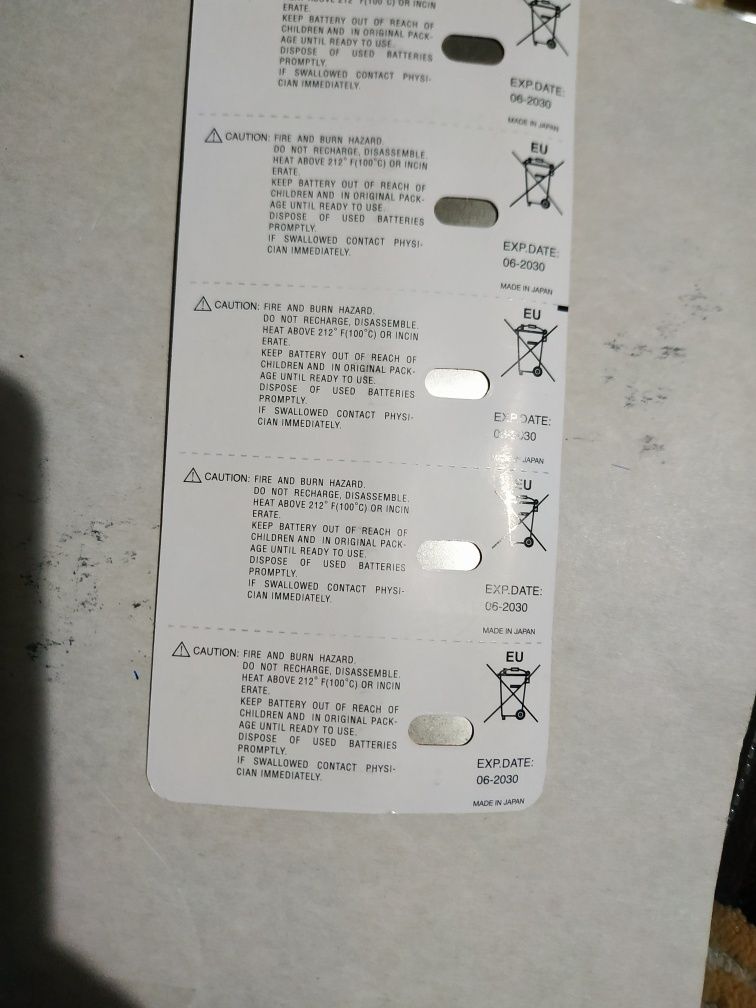 ERATE.
KEEP BATTERY OUT OF REACH OF
CHILDREN AND IN ORIGINAL PACK-
AGE UNTIL READY TO USE.
DISPOSE OF USED BATTERIES
PROMPTLY.
IF SWALLOWED CONTACT PHYSI-
CIAN IMMEDIATELY.
EXP.DATE:
06-2030
MADE IN JAPAN
CAUTION: FIRE AND BURN HAZARD.
DO NOT RECHARGE, DISASSEMBLE.
HEAT ABOVE 212° F(100°C) OR INCIN
ERATE.
KEEP BATTERY OUT OF REACH OF
CHILDREN AND IN ORIGINAL PACK-
AGE UNTIL READY TO USE.
DISPOSE OF USED BATTERIES
PROMPTLY.
IF SWALLOWED CONTACT PHYSI-
CIAN IMMEDIATELY.
EU
EXP.DATE:
06-2030
MADE IN JAPAN
CAUTION: FIRE AND BURN HAZARD.
DO NOT RECHARGE, DISASSEMBLE.
HEAT ABOVE 212° F(100°C) OR INCIN
ERATE.
KEEP BATTERY OUT OF REACH OF
CHILDREN AND IN ORIGINAL PACK-
AGE UNTIL READY TO USE.
DISPOSE OF USED BATTERIES
PROMPTLY.
IF SWALLOWED CONTACT PHYSI-
CIAN IMMEDIATELY.
EU
EXP.DATE:
JAPAN
CAUTION: FIRE AND BURN HAZARD.
DO NOT RECHARGE, DISASSEMBLE.
HEAT ABOVE 212° F(100°C) OR INCIN
ERATE.
KEEP BATTERY OUT OF REACH OF
CHILDREN AND IN ORIGINAL PACK-
AGE UNTIL READY TO USE.
DISPOSE OF USED BATTERIES
PROMPTLY.
IF SWALLOWED CONTACT PHYSI-
CIAN IMMEDIATELY.
EU
EXP.DATE:
06-2030
MADE IN JAPAN
CAUTION: FIRE AND BURN HAZARD.
DO NOT RECHARGE, DISASSEMBLE.
HEAT ABOVE 212° F(100°C) OR INCIN
ERATE.
KEEP BATTERY OUT OF REACH OF
CHILDREN AND IN ORIGINAL PACK-
AGE UNTIL READY TO USE.
DISPOSE OF USED BATTERIES
PROMPTLY.
IF SWALLOWED CONTACT PHYSI-
CIAN IMMEDIATELY.
EU
EXP.DATE:
06-2030
MADE IN JAPAN